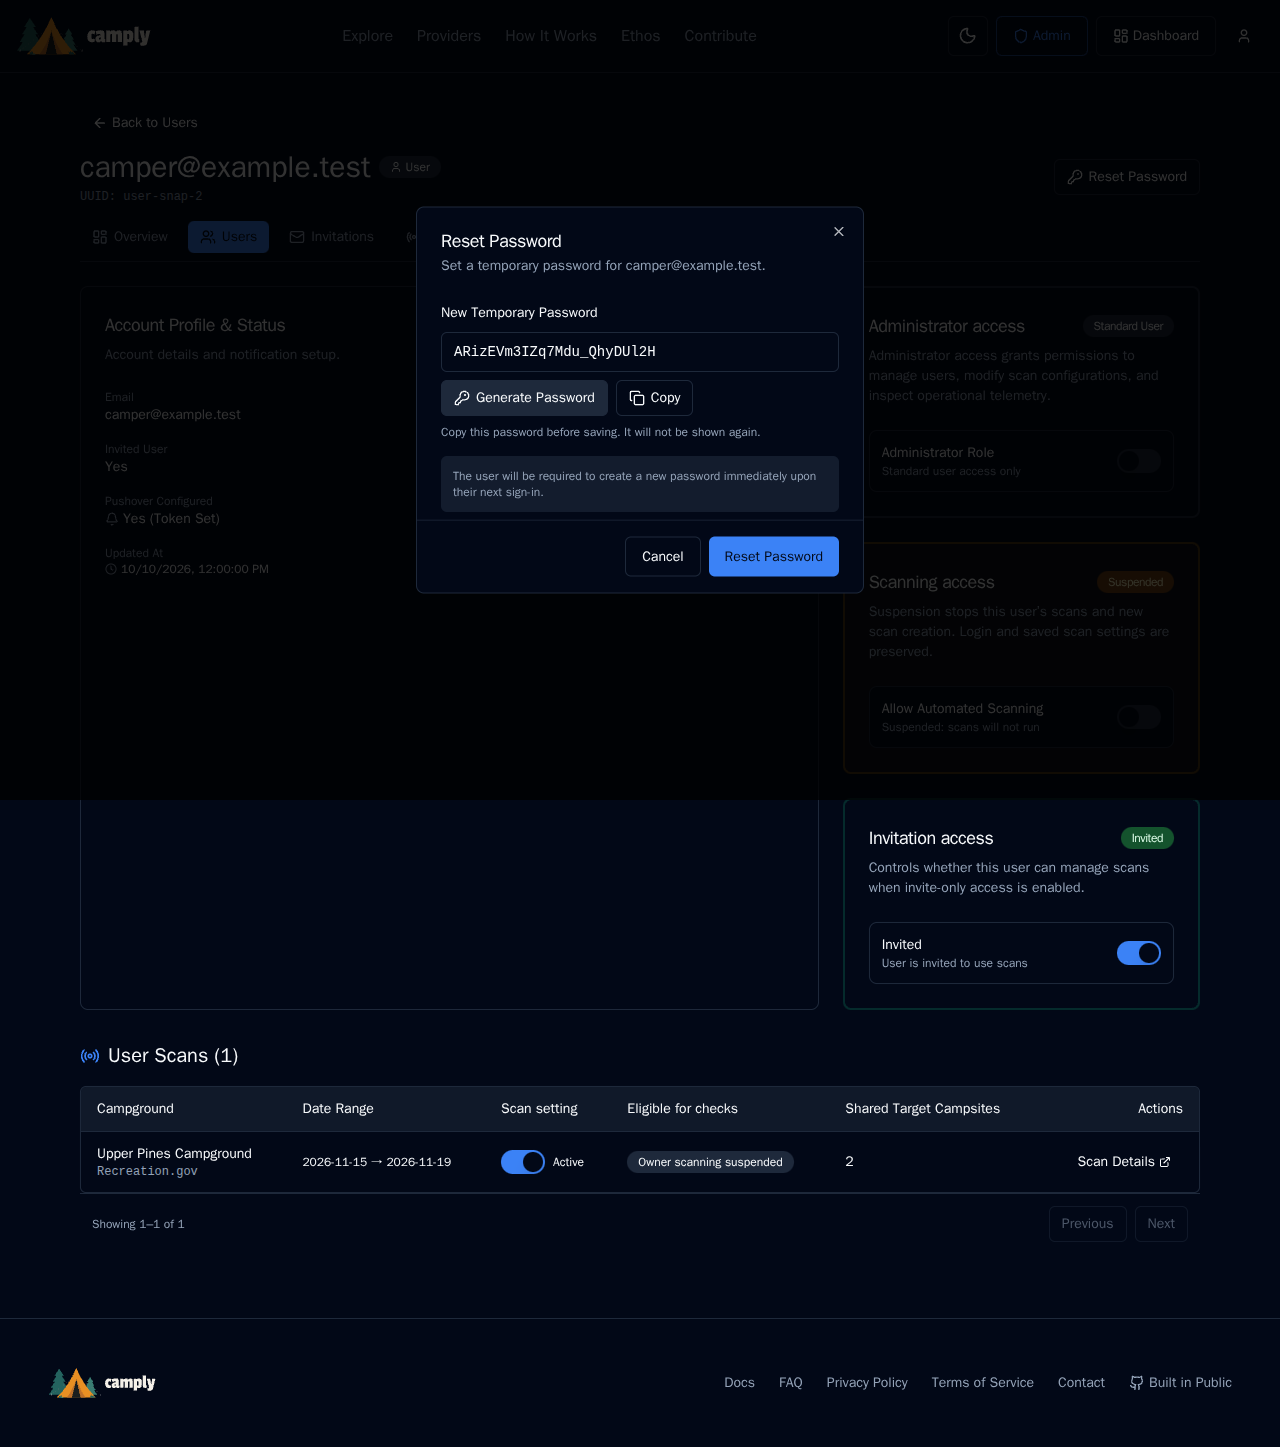 camply
Explore
Providers
How It Works
Ethos
Contribute
Admin
Dashboard
Back to Users
camper@example.test
User
UUID: user-snap-2
Reset Password
Overview
Users
Invitations
Reset Password
Set a temporary password for camper@example.test.
New Temporary Password
ARizEVm3IZq7Mdu_QhyDUl2H
Generate Password
Copy
Copy this password before saving. It will not be shown again.
The user will be required to create a new password immediately upon
their next sign-in.
Cancel
Reset Password
Account Profile & Status
Account details and notification setup.
Email
camper@example.test
Invited User
Yes
Pushover Configured
Yes (Token Set)
Updated At
10/10/2026, 12:00:00 PM
Administrator access
Standard User
Administrator access grants permissions to
manage users, modify scan configurations, and
inspect operational telemetry.
Administrator Role
Standard user access only
Scanning access
Suspended
Suspension stops this user's scans and new
scan creation. Login and saved scan settings are
preserved.
Allow Automated Scanning
Suspended: scans will not run
Invitation access
Invited
Controls whether this user can manage scans
when invite-only access is enabled.
Invited
User is invited to use scans
User Scans (1)
Campground
Date Range
Scan setting
Eligible for checks
Shared Target Campsites
Actions
Upper Pines Campground
Recreation.gov
2026-11-15 → 2026-11-19
Active
Owner scanning suspended
2
Scan Details
Showing 1–1 of 1
Previous
Next
camply
Docs
FAQ
Privacy Policy
Terms of Service
Contact
Built in Public